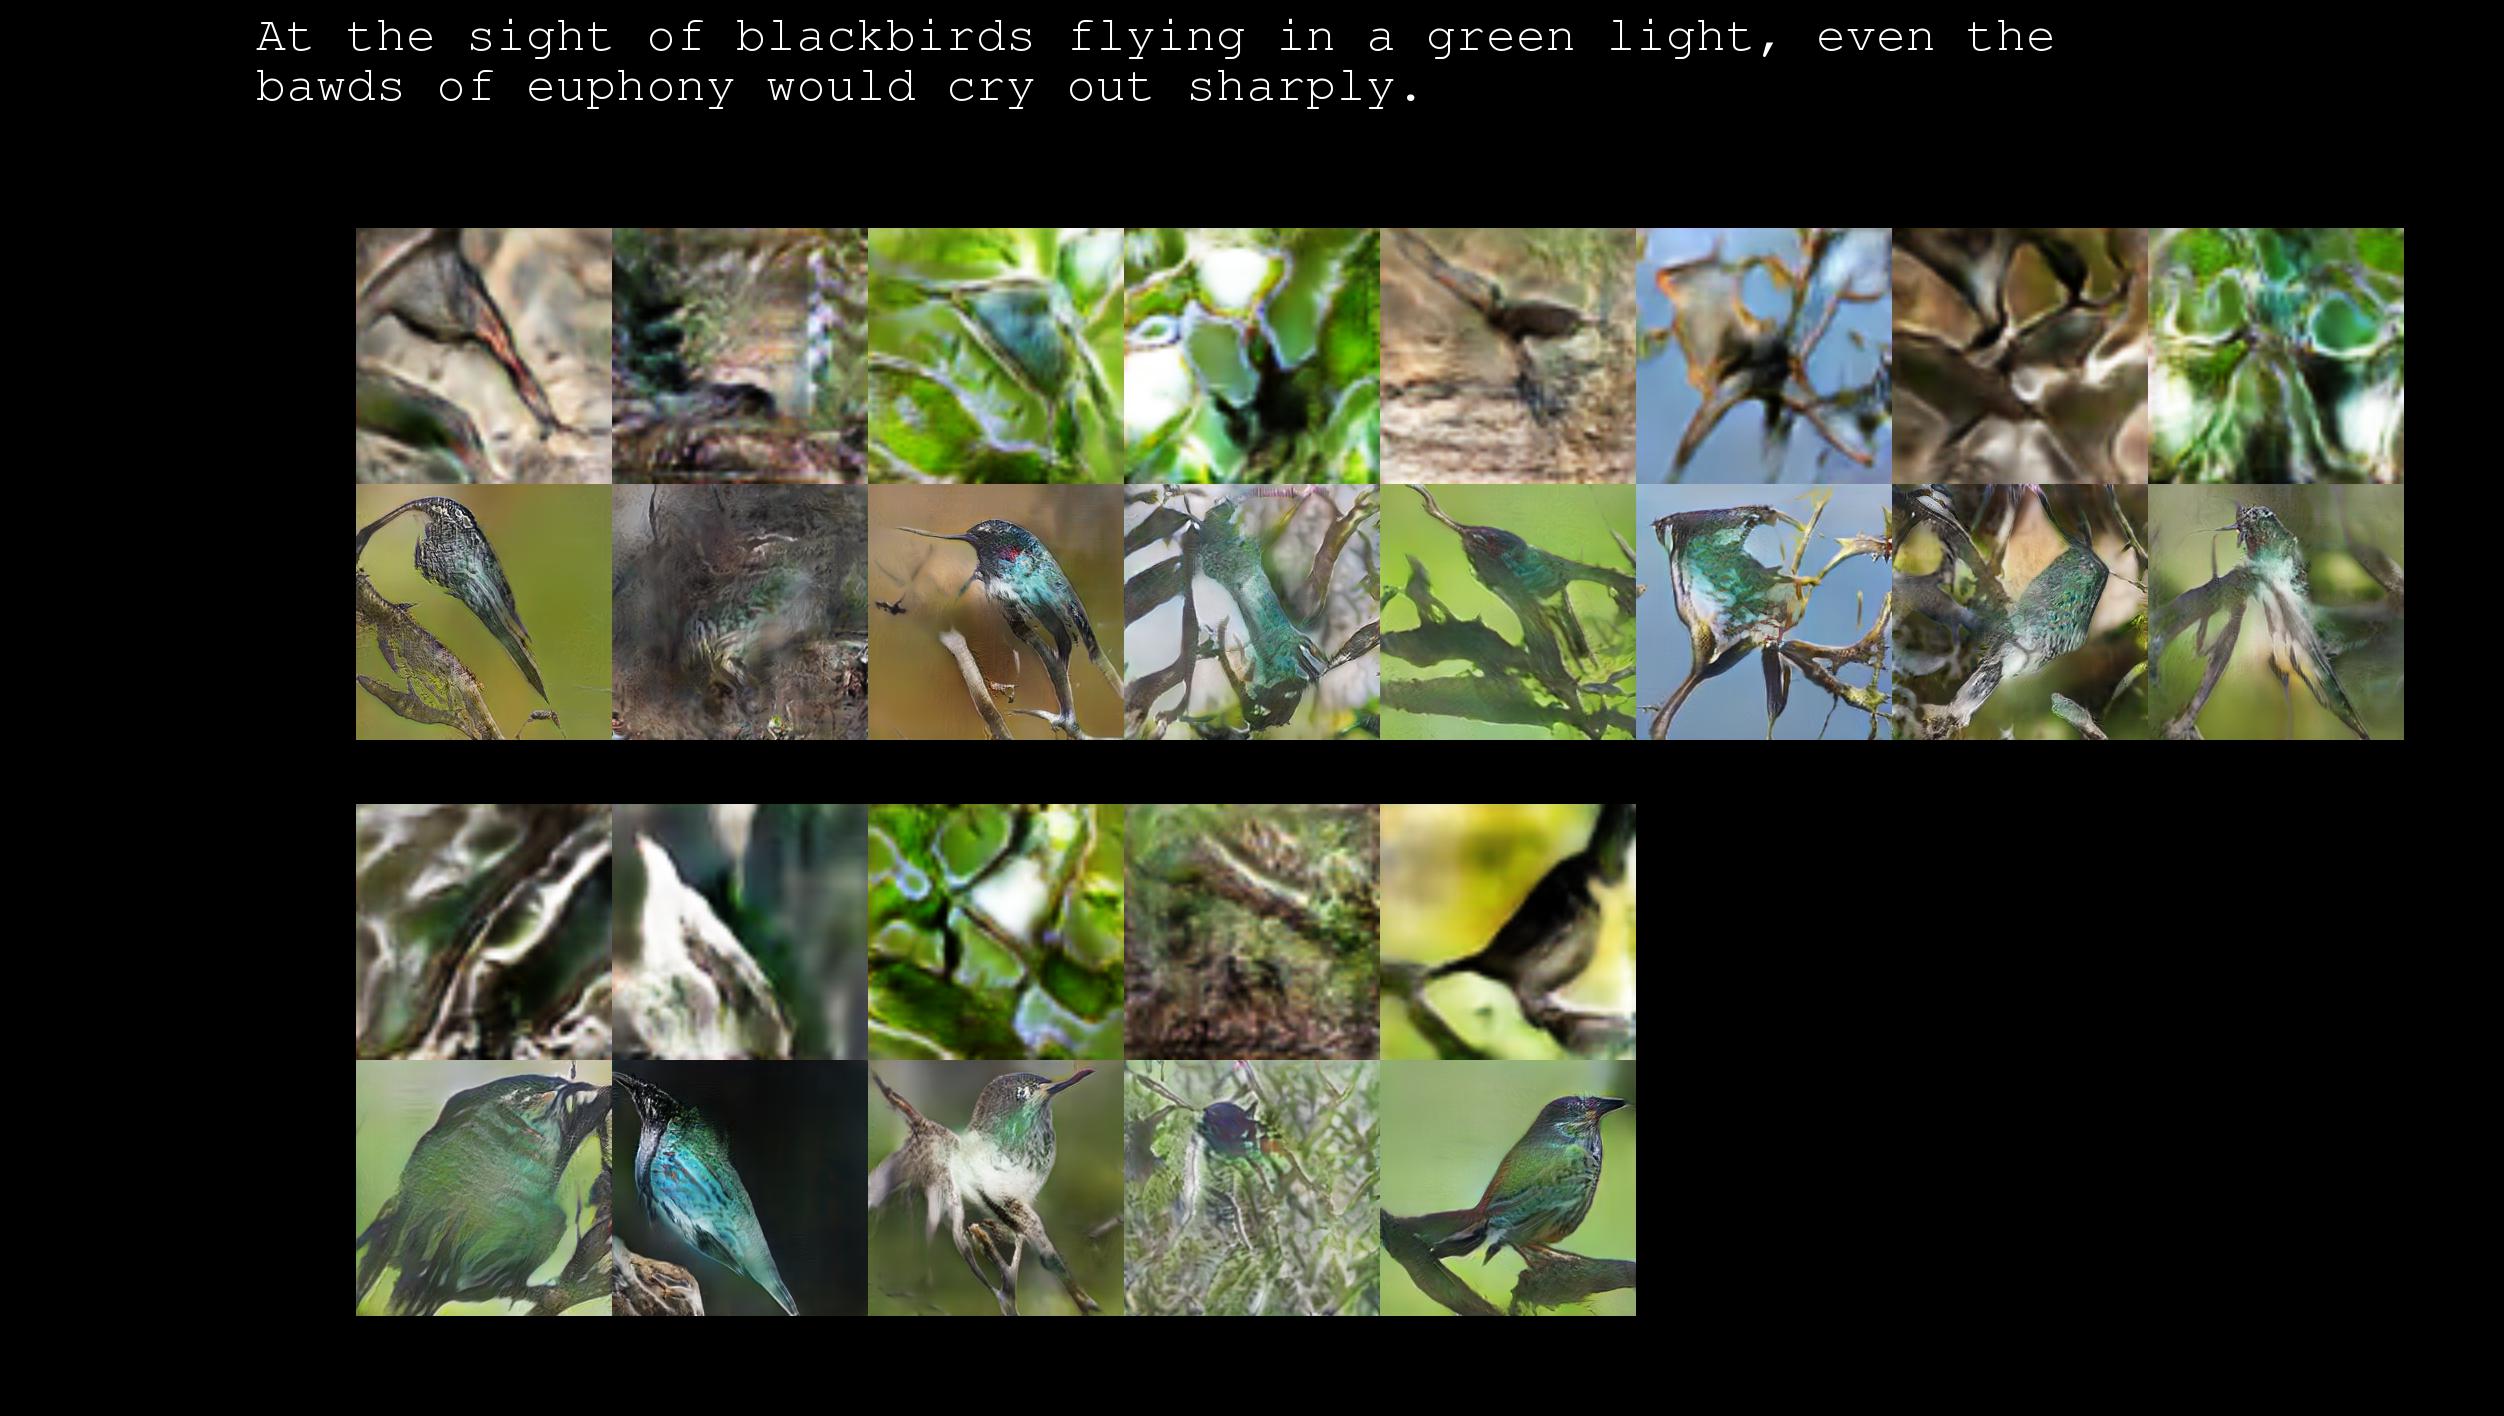 At the sight of blackbirds flying in a green light, even the
bawds of euphony would cry out sharply.